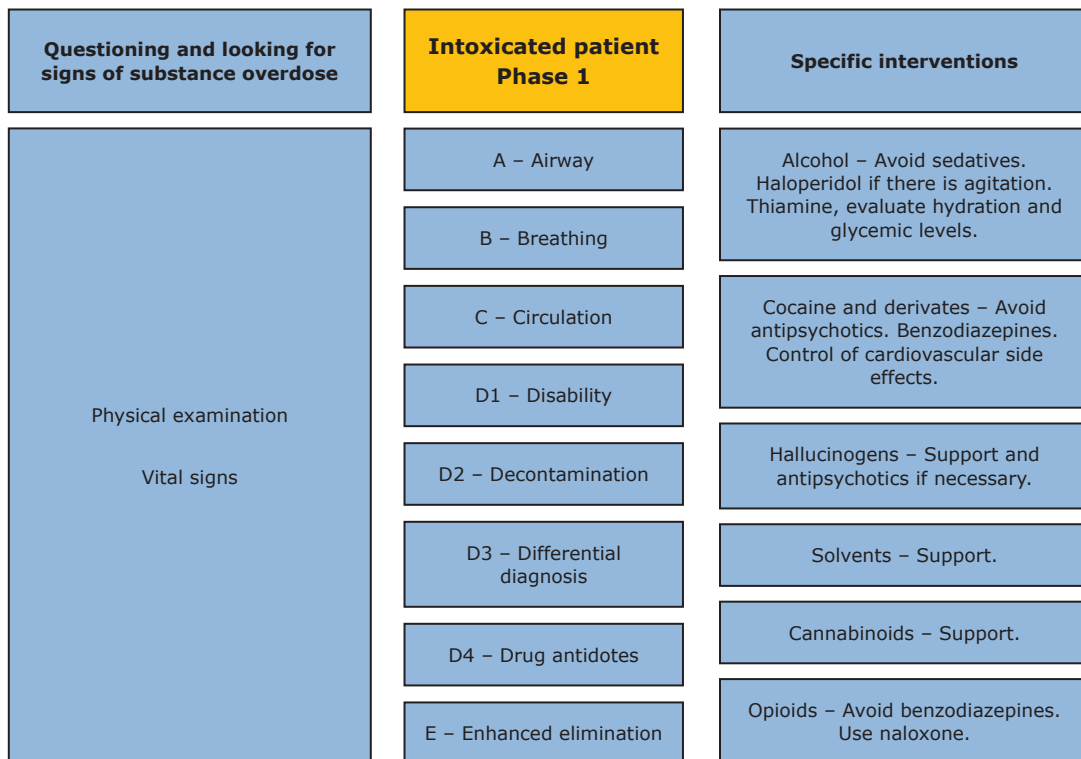 Questioning and looking for
signs of substance overdose
Physical examination
Vital signs
Intoxicated patient
Phase 1
A – Airway
B – Breathing
C – Circulation
D1 – Disability
D2 – Decontamination
D3 – Differential
diagnosis
D4 – Drug antidotes
E – Enhanced elimination
Specific interventions
Alcohol – Avoid sedatives.
Haloperidol if there is agitation.
Thiamine, evaluate hydration and
glycemic levels.
Cocaine and derivates – Avoid
antipsychotics. Benzodiazepines.
Control of cardiovascular side
effects.
Hallucinogens – Support and
antipsychotics if necessary.
Solvents – Support.
Cannabinoids – Support.
Opioids – Avoid benzodiazepines.
Use naloxone.